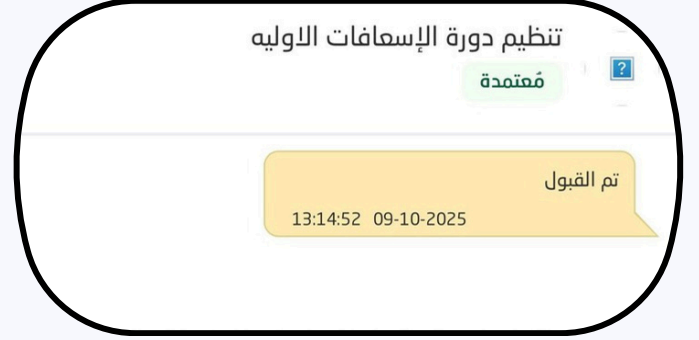 تنظيم دورة الإسعافات الاوليه
?
مُعتمدة
تم القبول
13:14:52 09-10-2025